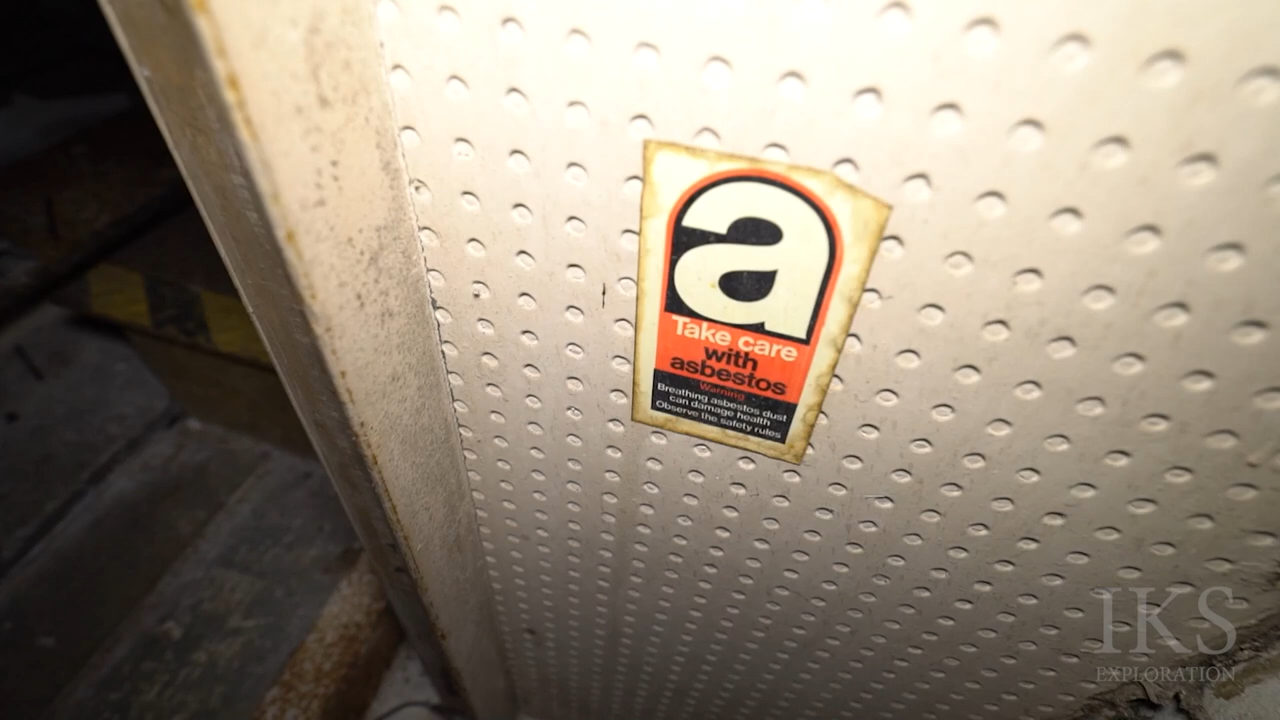 a
Take care
with
asbestos
Warning
Breathing asbestos dust
can damage health
Observe the safety rules
IKS
EXPLORATION